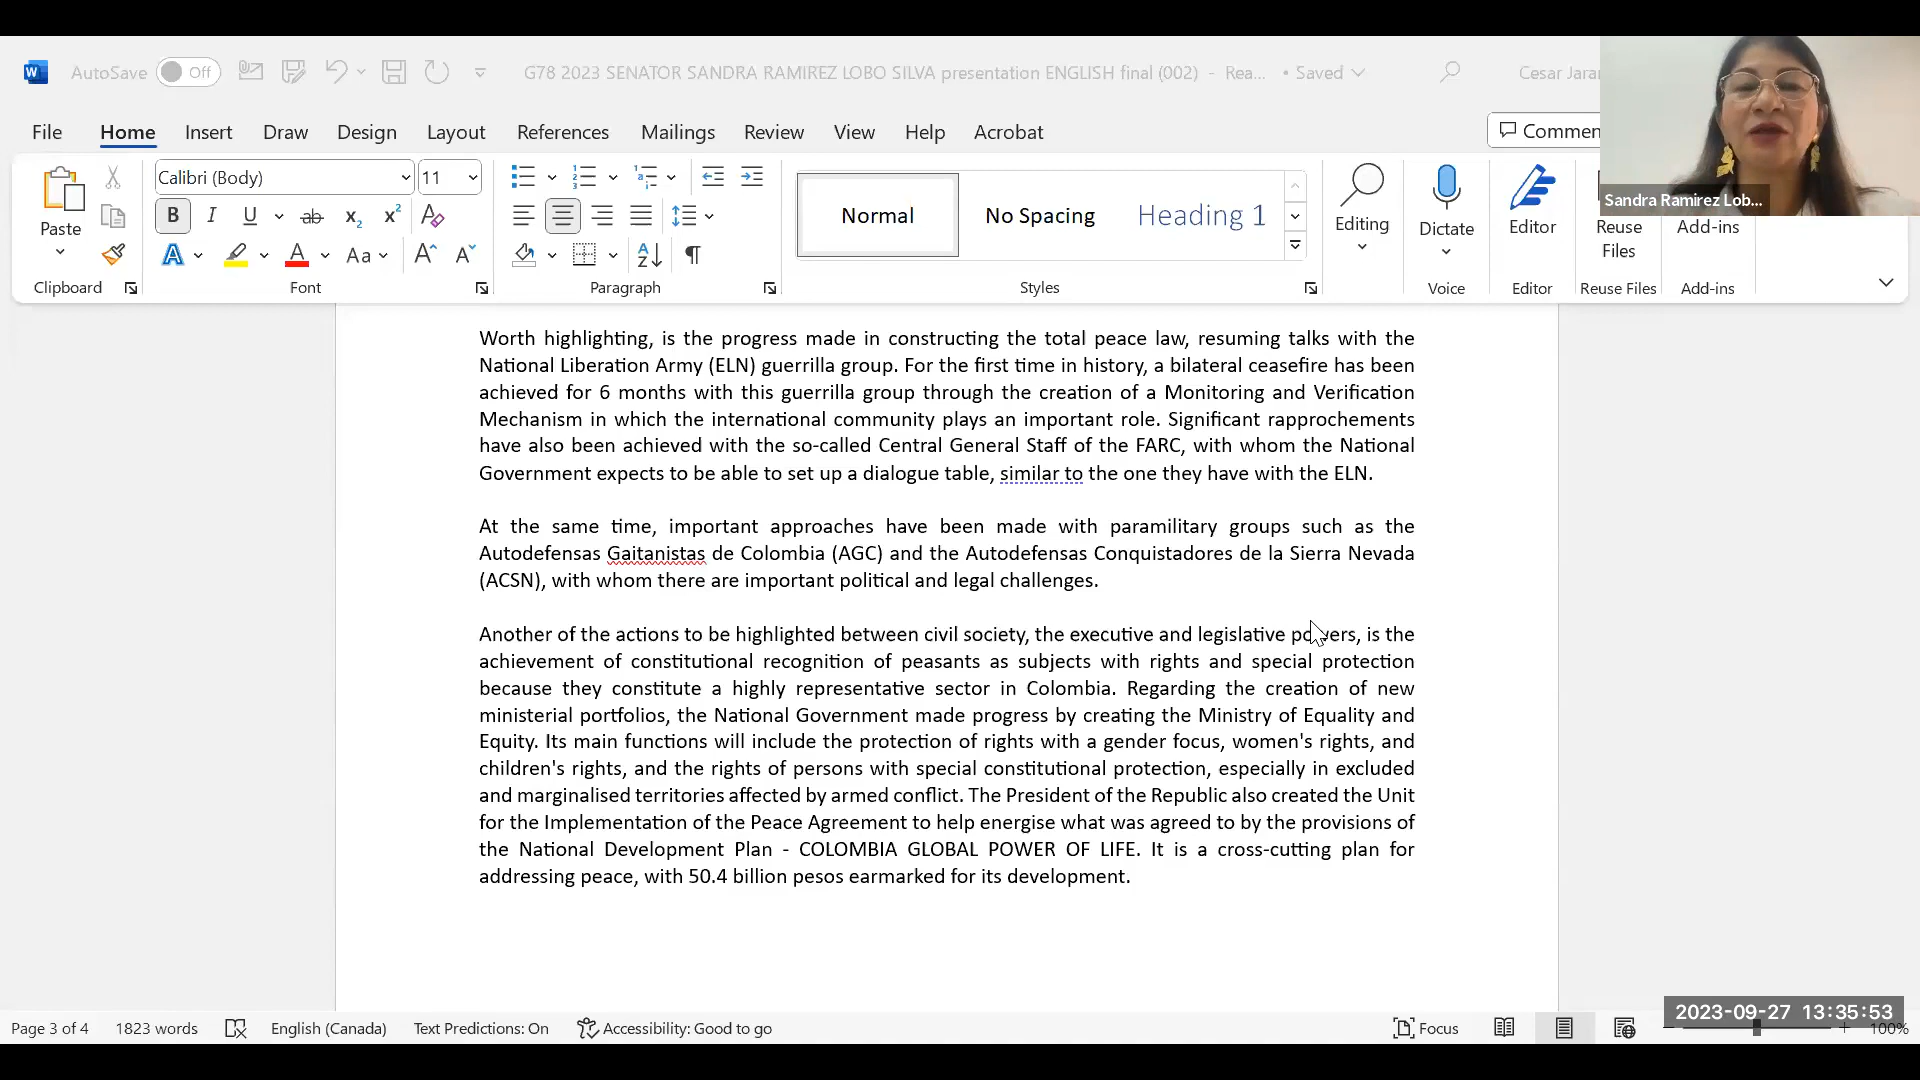 AutoSave Off G78 2023 SENATOR SANDRA RAMIREZ LOBO SILVA presentation ENGLISH final (002) - Rea... • Saved Cesar Jarar
File Home Insert Draw Design Layout References Mailings Review View Help Acrobat Commen
Paste
Clipboard
Calibri (Body) 11
B I U ab x2 x2 A
A A Aa A A
Font
A Z ¶
Paragraph
Normal No Spacing Heading 1
Styles
Editing
Dictate
Voice
Editor
Editor
Reuse
Files
Reuse Files
Add-ins
Add-ins
Sandra Ramirez Lob...
Worth highlighting, is the progress made in constructing the total peace law, resuming talks with the
National Liberation Army (ELN) guerrilla group. For the first time in history, a bilateral ceasefire has been
achieved for 6 months with this guerrilla group through the creation of a Monitoring and Verification
Mechanism in which the international community plays an important role. Significant rapprochements
have also been achieved with the so-called Central General Staff of the FARC, with whom the National
Government expects to be able to set up a dialogue table, similar to the one they have with the ELN.
At the same time, important approaches have been made with paramilitary groups such as the
Autodefensas Gaitanistas de Colombia (AGC) and the Autodefensas Conquistadores de la Sierra Nevada
(ACSN), with whom there are important political and legal challenges.
Another of the actions to be highlighted between civil society, the executive and legislative powers, is the
achievement of constitutional recognition of peasants as subjects with rights and special protection
because they constitute a highly representative sector in Colombia. Regarding the creation of new
ministerial portfolios, the National Government made progress by creating the Ministry of Equality and
Equity. Its main functions will include the protection of rights with a gender focus, women's rights, and
children's rights, and the rights of persons with special constitutional protection, especially in excluded
and marginalised territories affected by armed conflict. The President of the Republic also created the Unit
for the Implementation of the Peace Agreement to help energise what was agreed to by the provisions of
the National Development Plan - COLOMBIA GLOBAL POWER OF LIFE. It is a cross-cutting plan for
addressing peace, with 50.4 billion pesos earmarked for its development.
2023-09-27 13:35:53
Page 3 of 4 1823 words English (Canada) Text Predictions: On Accessibility: Good to go Focus 100%